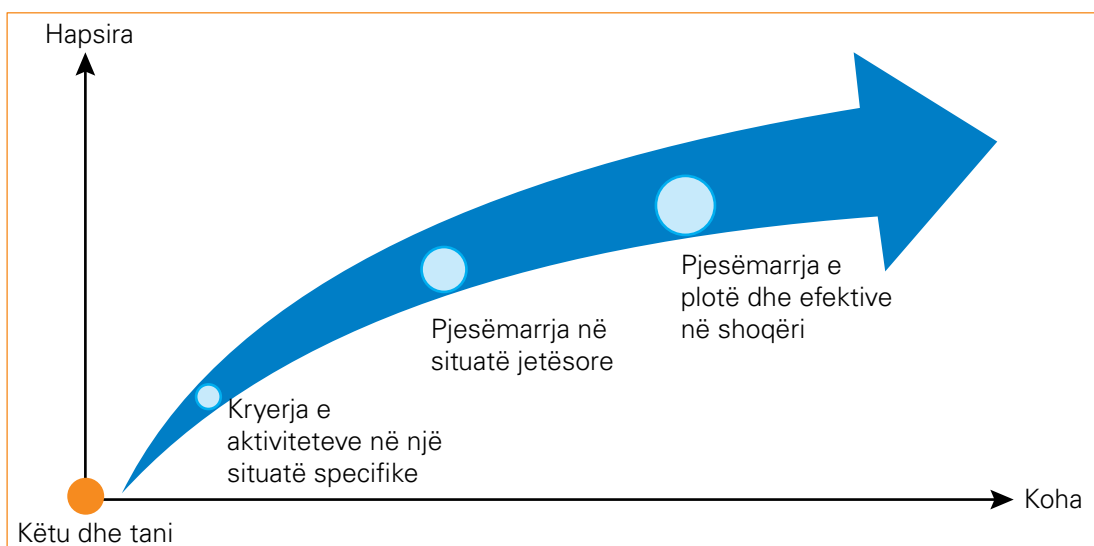 Hapsira
Pjesëmarrja e
plotë dhe efektive
në shoqëri
Pjesëmarrja në
situatë jetësore
Kryerja e
aktiviteteve në një
situatë specifike
Koha
Këtu dhe tani